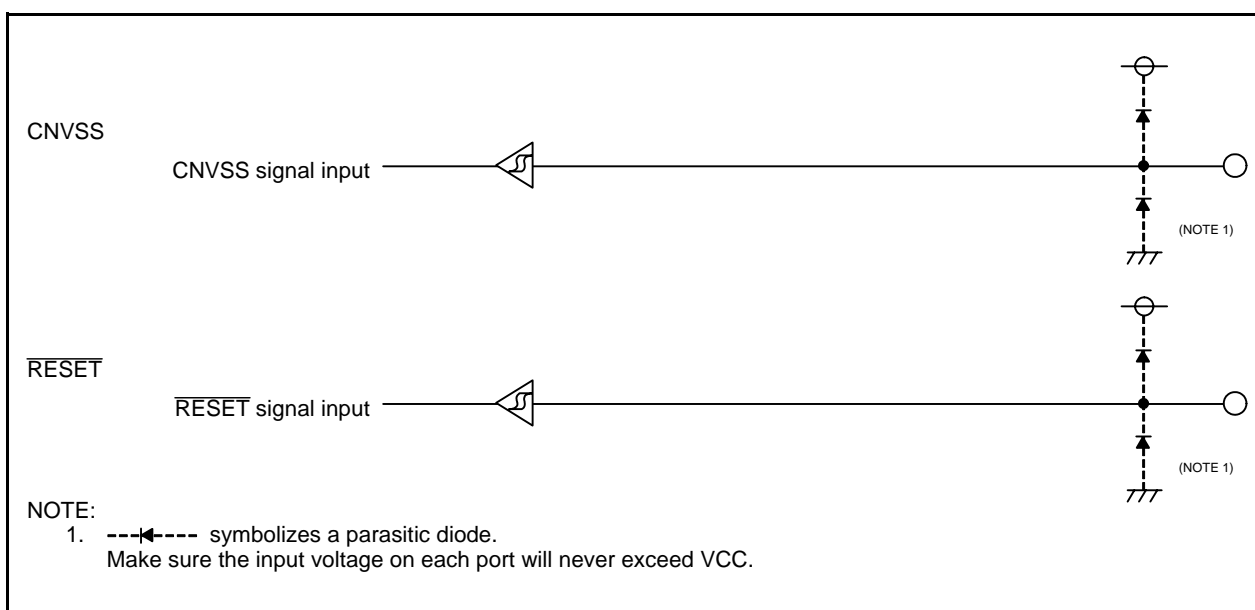 CNVSS
CNVSS signal input
(NOTE 1)
RESET
RESET signal input
(NOTE 1)
NOTE:
1. symbolizes a parasitic diode.
Make sure the input voltage on each port will never exceed VCC.